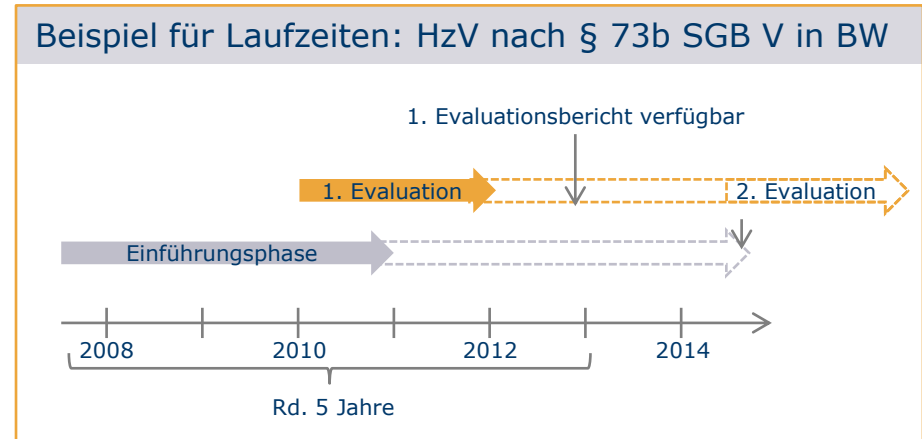 Beispiel für Laufzeiten: HzV nach § 73b SGB V in BW
1. Evaluationsbericht verfügbar
1. Evaluation
2. Evaluation
Einführungsphase
2008
2010
2012
2014
Rd. 5 Jahre